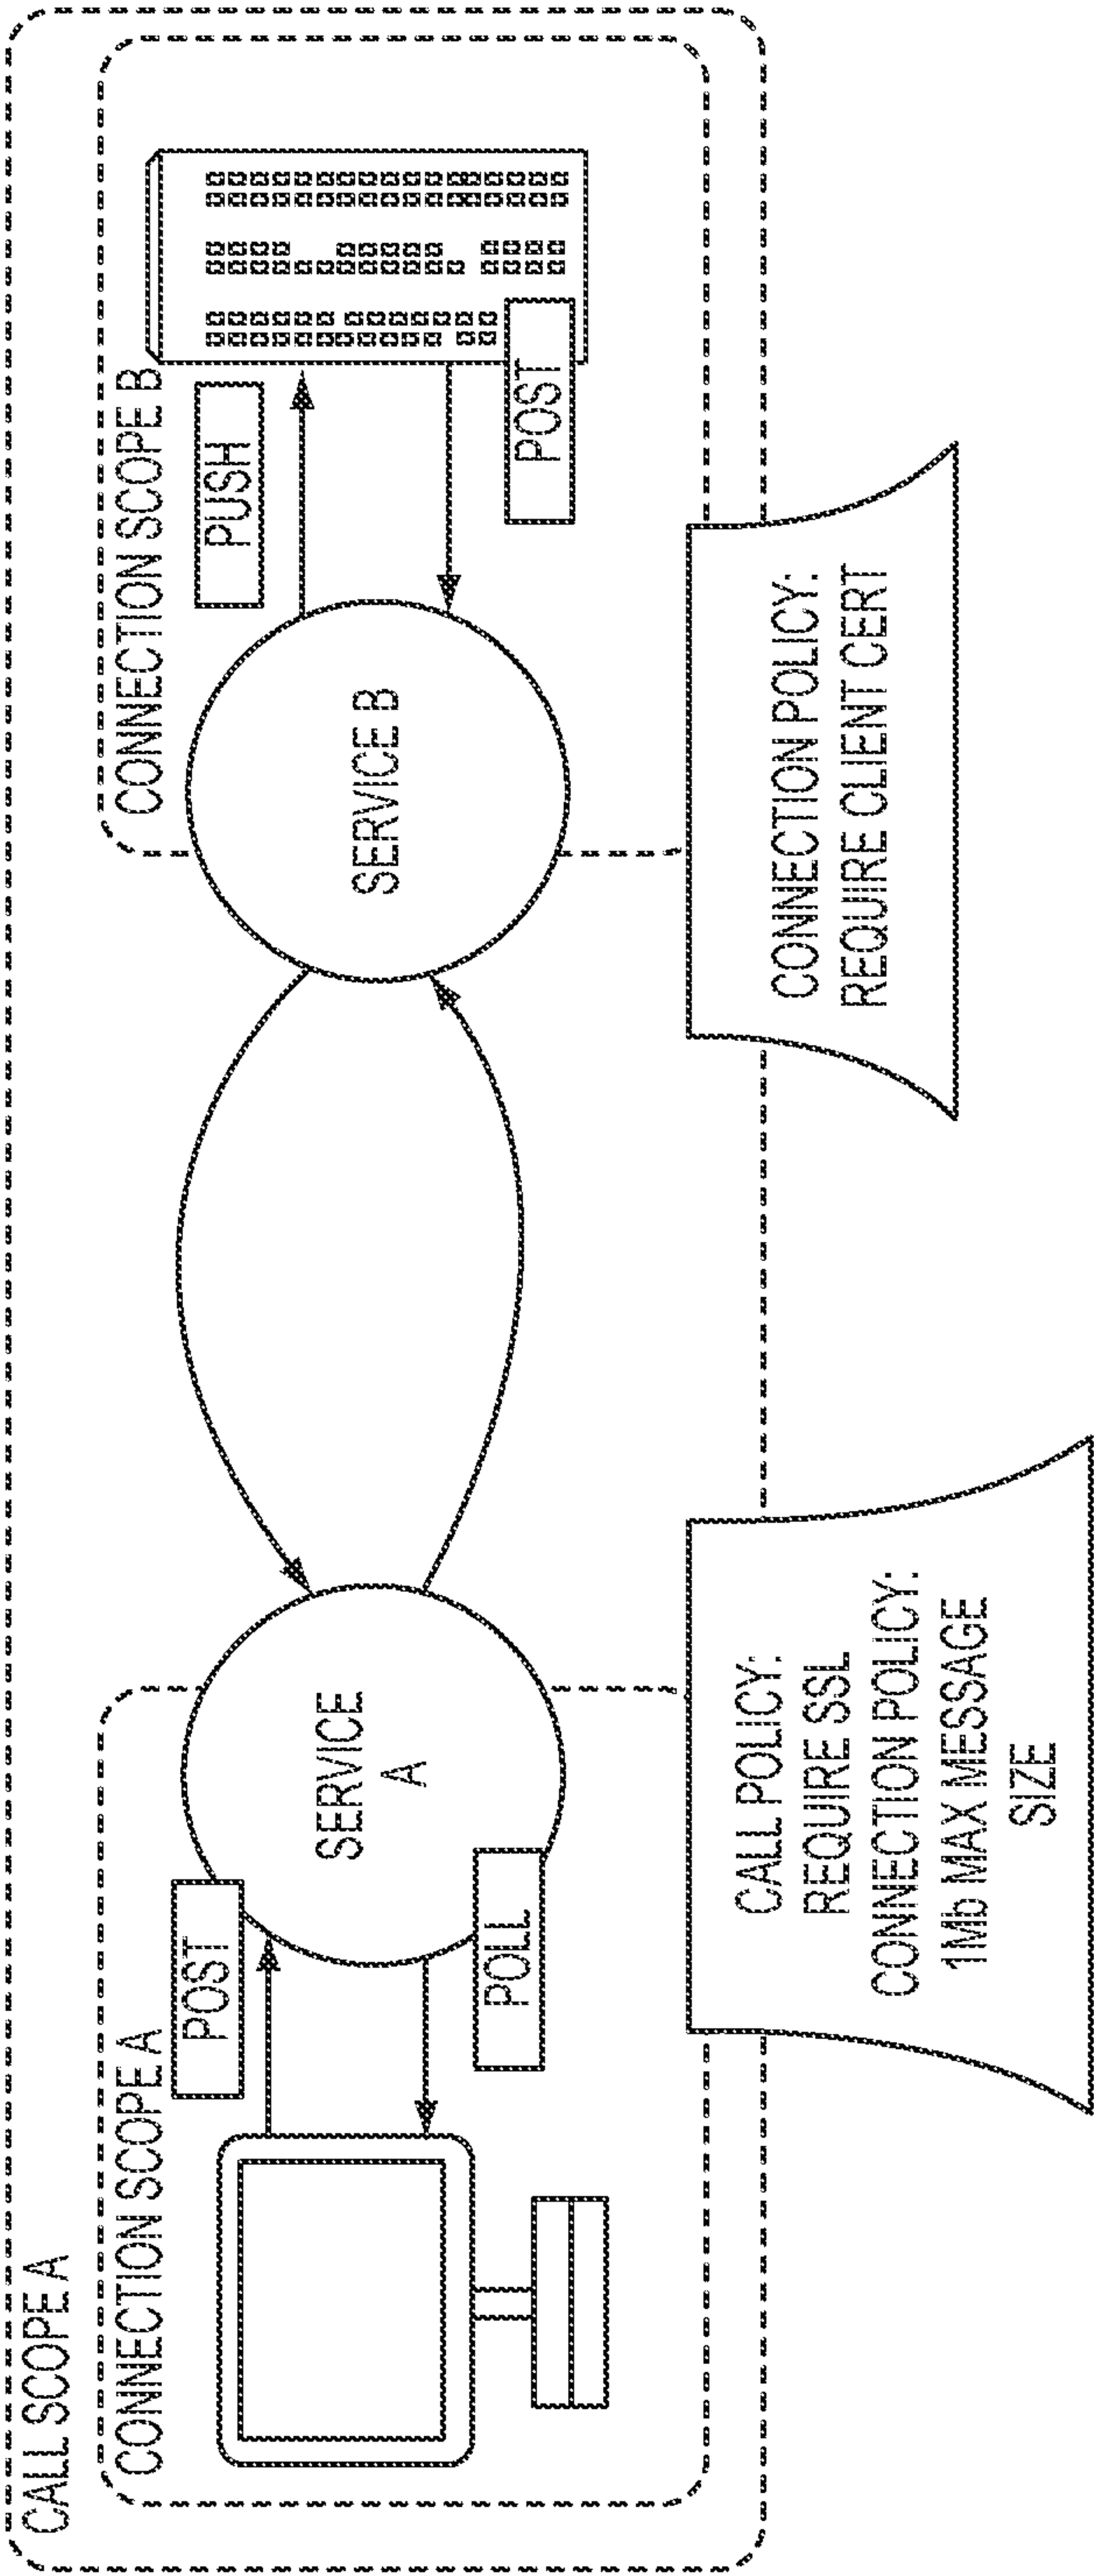 CALL SCOPE A
CONNECTION SCOPE A
POST
POLL
SERVICE
A
CONNECTION SCOPE B
PUSH
POST
SERVICE B
CALL POLICY:
REQUIRE SSL
CONNECTION POLICY:
1Mb MAX MESSAGE
SIZE
CONNECTION POLICY:
REQUIRE CLIENT CERT